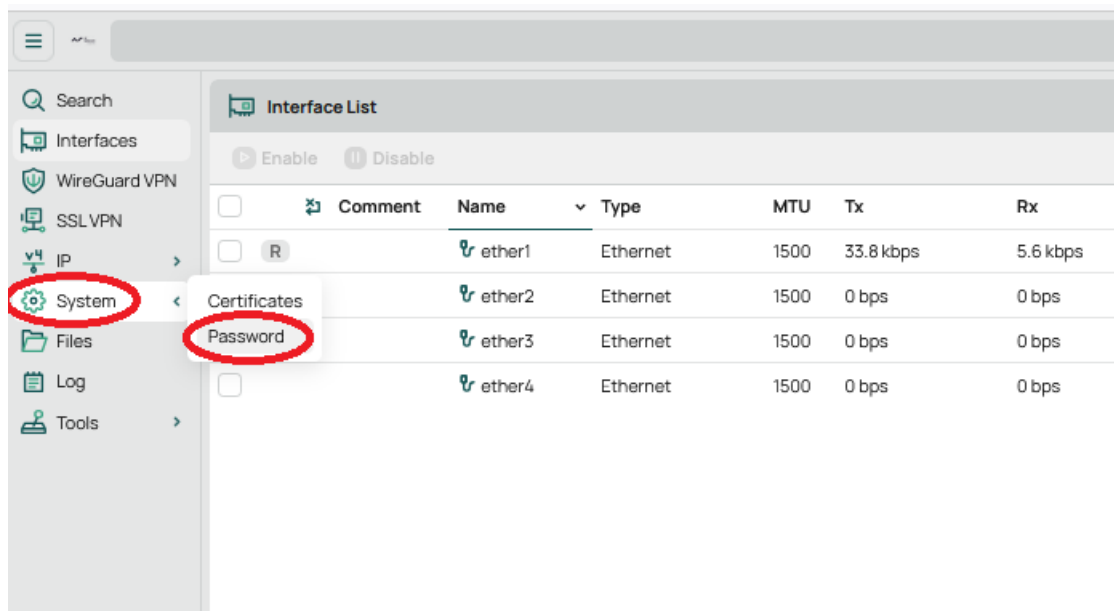 Search
Interfaces
WireGuard VPN
SSL VPN
IP
System
Files
Log
Tools
Certificates
Password
Interface List
Enable Disable
Comment Name Type MTU Tx Rx
R ether1 Ethernet 1500 33.8 kbps 5.6 kbps
ether2 Ethernet 1500 0 bps 0 bps
ether3 Ethernet 1500 0 bps 0 bps
ether4 Ethernet 1500 0 bps 0 bps